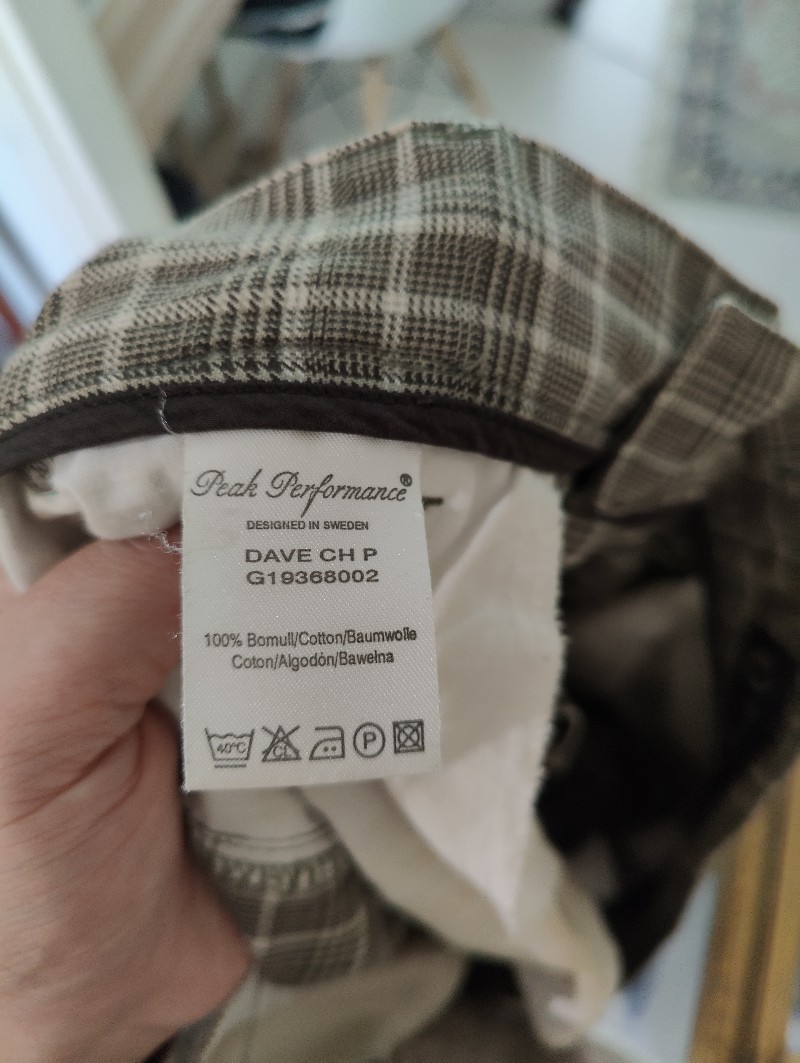 Peak Performance®
DESIGNED IN SWEDEN
DAVE CH P
G19368002
100% Bomull/Cotton/Baumwolle
Coton/Algodón/Bawełna
40°C CL P